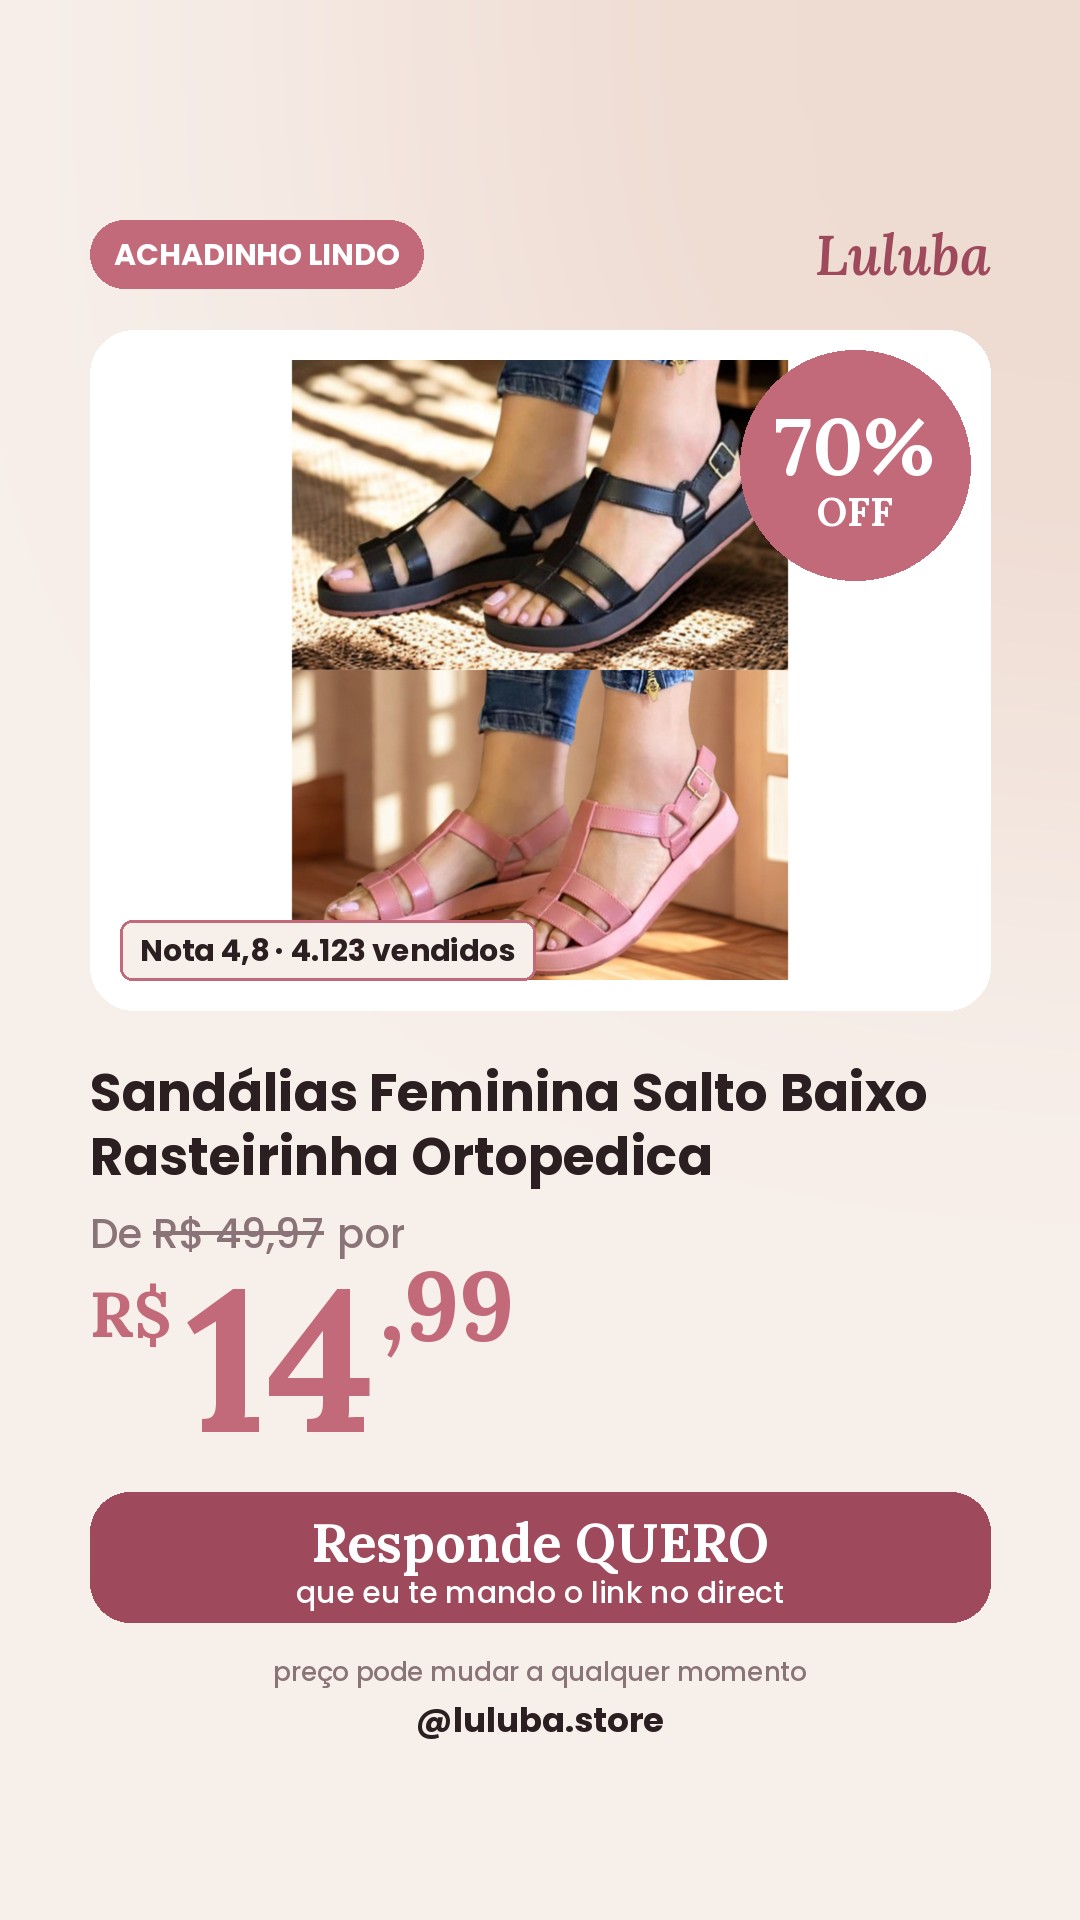 ACHADINHO LINDO
Luluba
70%
OFF
Nota 4,8 · 4.123 vendidos
Sandálias Feminina Salto Baixo
Rasteirinha Ortopedica
De R$ 49,97 por
R$ 14,99
Responde QUERO
que eu te mando o link no direct
preço pode mudar a qualquer momento
@luluba.store